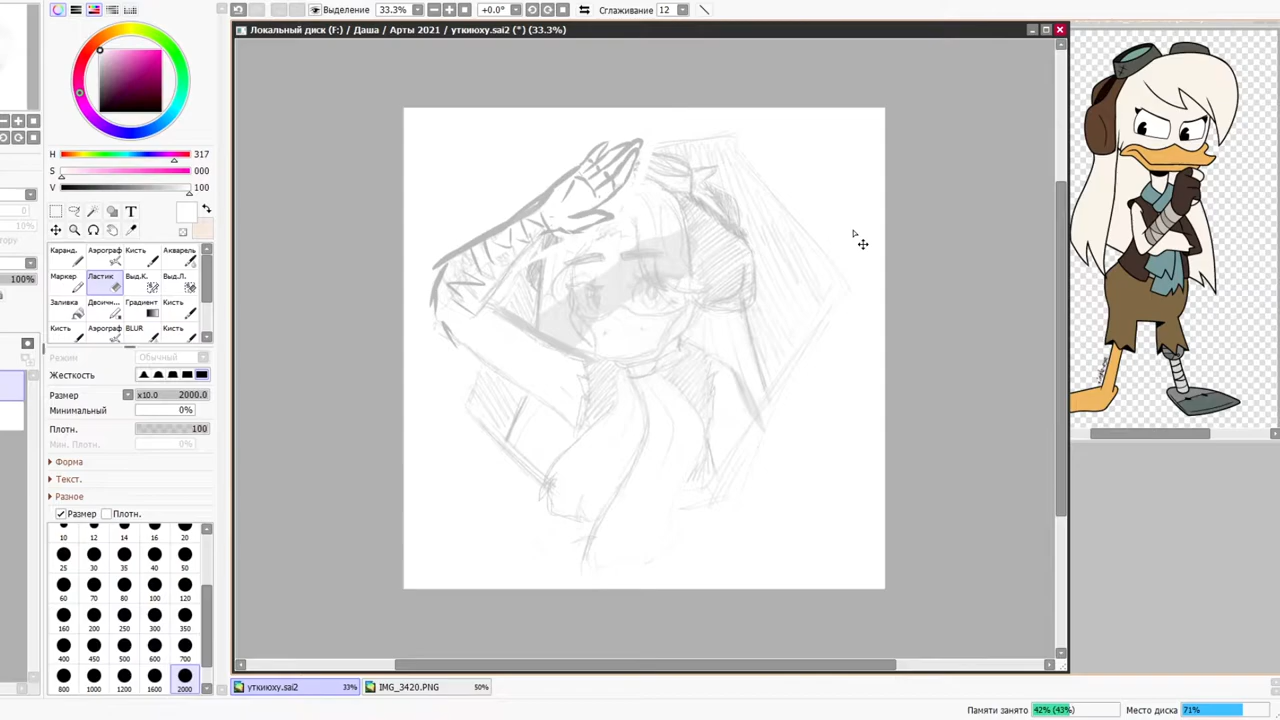 Выделение 33.3% +0.0° Сглаживание 12
Локальный диск (F:) / Даша / Арты 2021 / уткиюху.sai2 (*) (33.3%)
H 317
S 000
V 100
T
Каранд. Аэрограф Кисть Акварель
Маркер Ластик Выд.К. Выд.Л.
Заливка Двоичн... Градиент Кисть
Кисть Аэрограф BLUR Кисть
100%
Режим Обычный
Жесткость
Размер x10.0 2000.0
Минимальный 0%
Плотн. 100
Мин. Плотн. 0%
Форма
Текст.
Разное
Размер Плотн.
10 12 14 16 20
25 30 35 40 50
60 70 80 100 120
160 200 250 300 350
400 450 500 600 700
800 1000 1200 1600 2000
уткиюху.sai2 33% IMG_3420.PNG 50%
Памяти занято 42% (43%) Место диска 71%